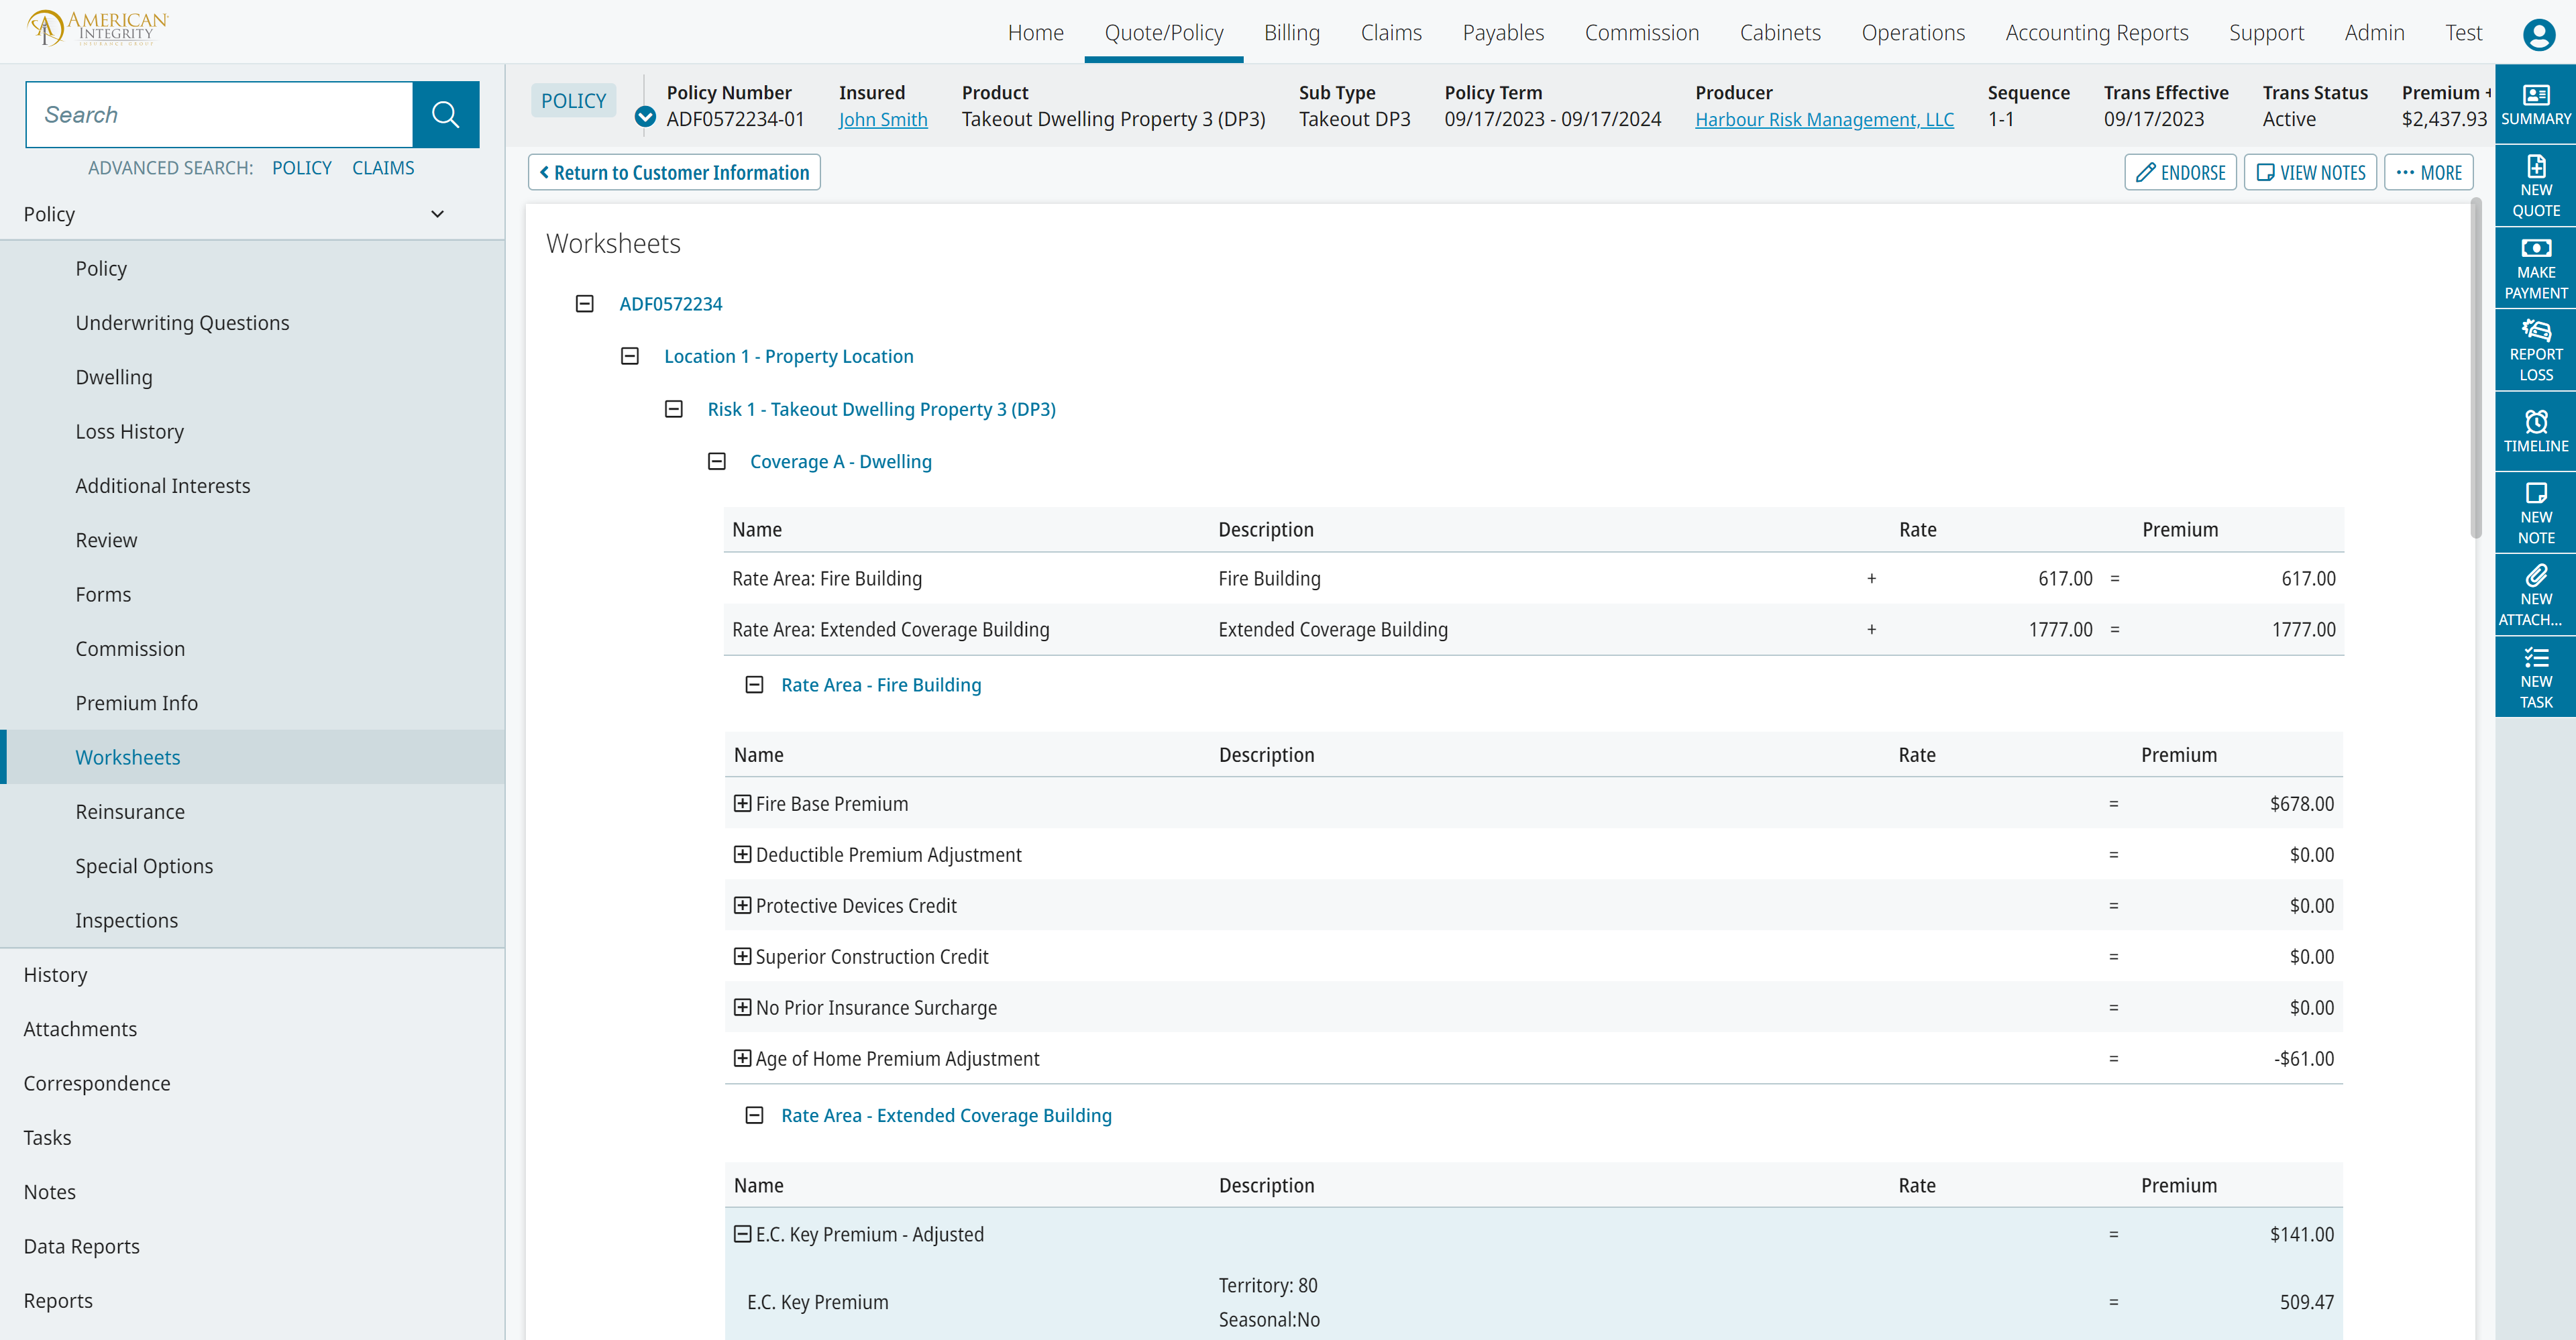 AMERICAN
INTEGRITY
INSURANCE GROUP
Home Quote/Policy Billing Claims Payables Commission Cabinets Operations Accounting Reports Support Admin Test
Search
ADVANCED SEARCH: POLICY CLAIMS
Policy
Policy
Underwriting Questions
Dwelling
Loss History
Additional Interests
Review
Forms
Commission
Premium Info
Worksheets
Reinsurance
Special Options
Inspections
History
Attachments
Correspondence
Tasks
Notes
Data Reports
Reports
POLICY
Policy Number Insured Product Sub Type Policy Term Producer Sequence Trans Effective Trans Status Premium +
ADF0572234-01 John Smith Takeout Dwelling Property 3 (DP3) Takeout DP3 09/17/2023 - 09/17/2024 Harbour Risk Management, LLC 1-1 09/17/2023 Active $2,437.93
Return to Customer Information
ENDORSE VIEW NOTES ... MORE
Worksheets
ADF0572234
Location 1 - Property Location
Risk 1 - Takeout Dwelling Property 3 (DP3)
Coverage A - Dwelling
Name Description Rate Premium
Rate Area: Fire Building Fire Building + 617.00 = 617.00
Rate Area: Extended Coverage Building Extended Coverage Building + 1777.00 = 1777.00
Rate Area - Fire Building
Name Description Rate Premium
Fire Base Premium = $678.00
Deductible Premium Adjustment = $0.00
Protective Devices Credit = $0.00
Superior Construction Credit = $0.00
No Prior Insurance Surcharge = $0.00
Age of Home Premium Adjustment = -$61.00
Rate Area - Extended Coverage Building
Name Description Rate Premium
E.C. Key Premium - Adjusted = $141.00
Territory: 80
E.C. Key Premium = 509.47
Seasonal:No
SUMMARY
NEW
QUOTE
MAKE
PAYMENT
REPORT
LOSS
TIMELINE
NEW
NOTE
NEW
ATTACH...
NEW
TASK